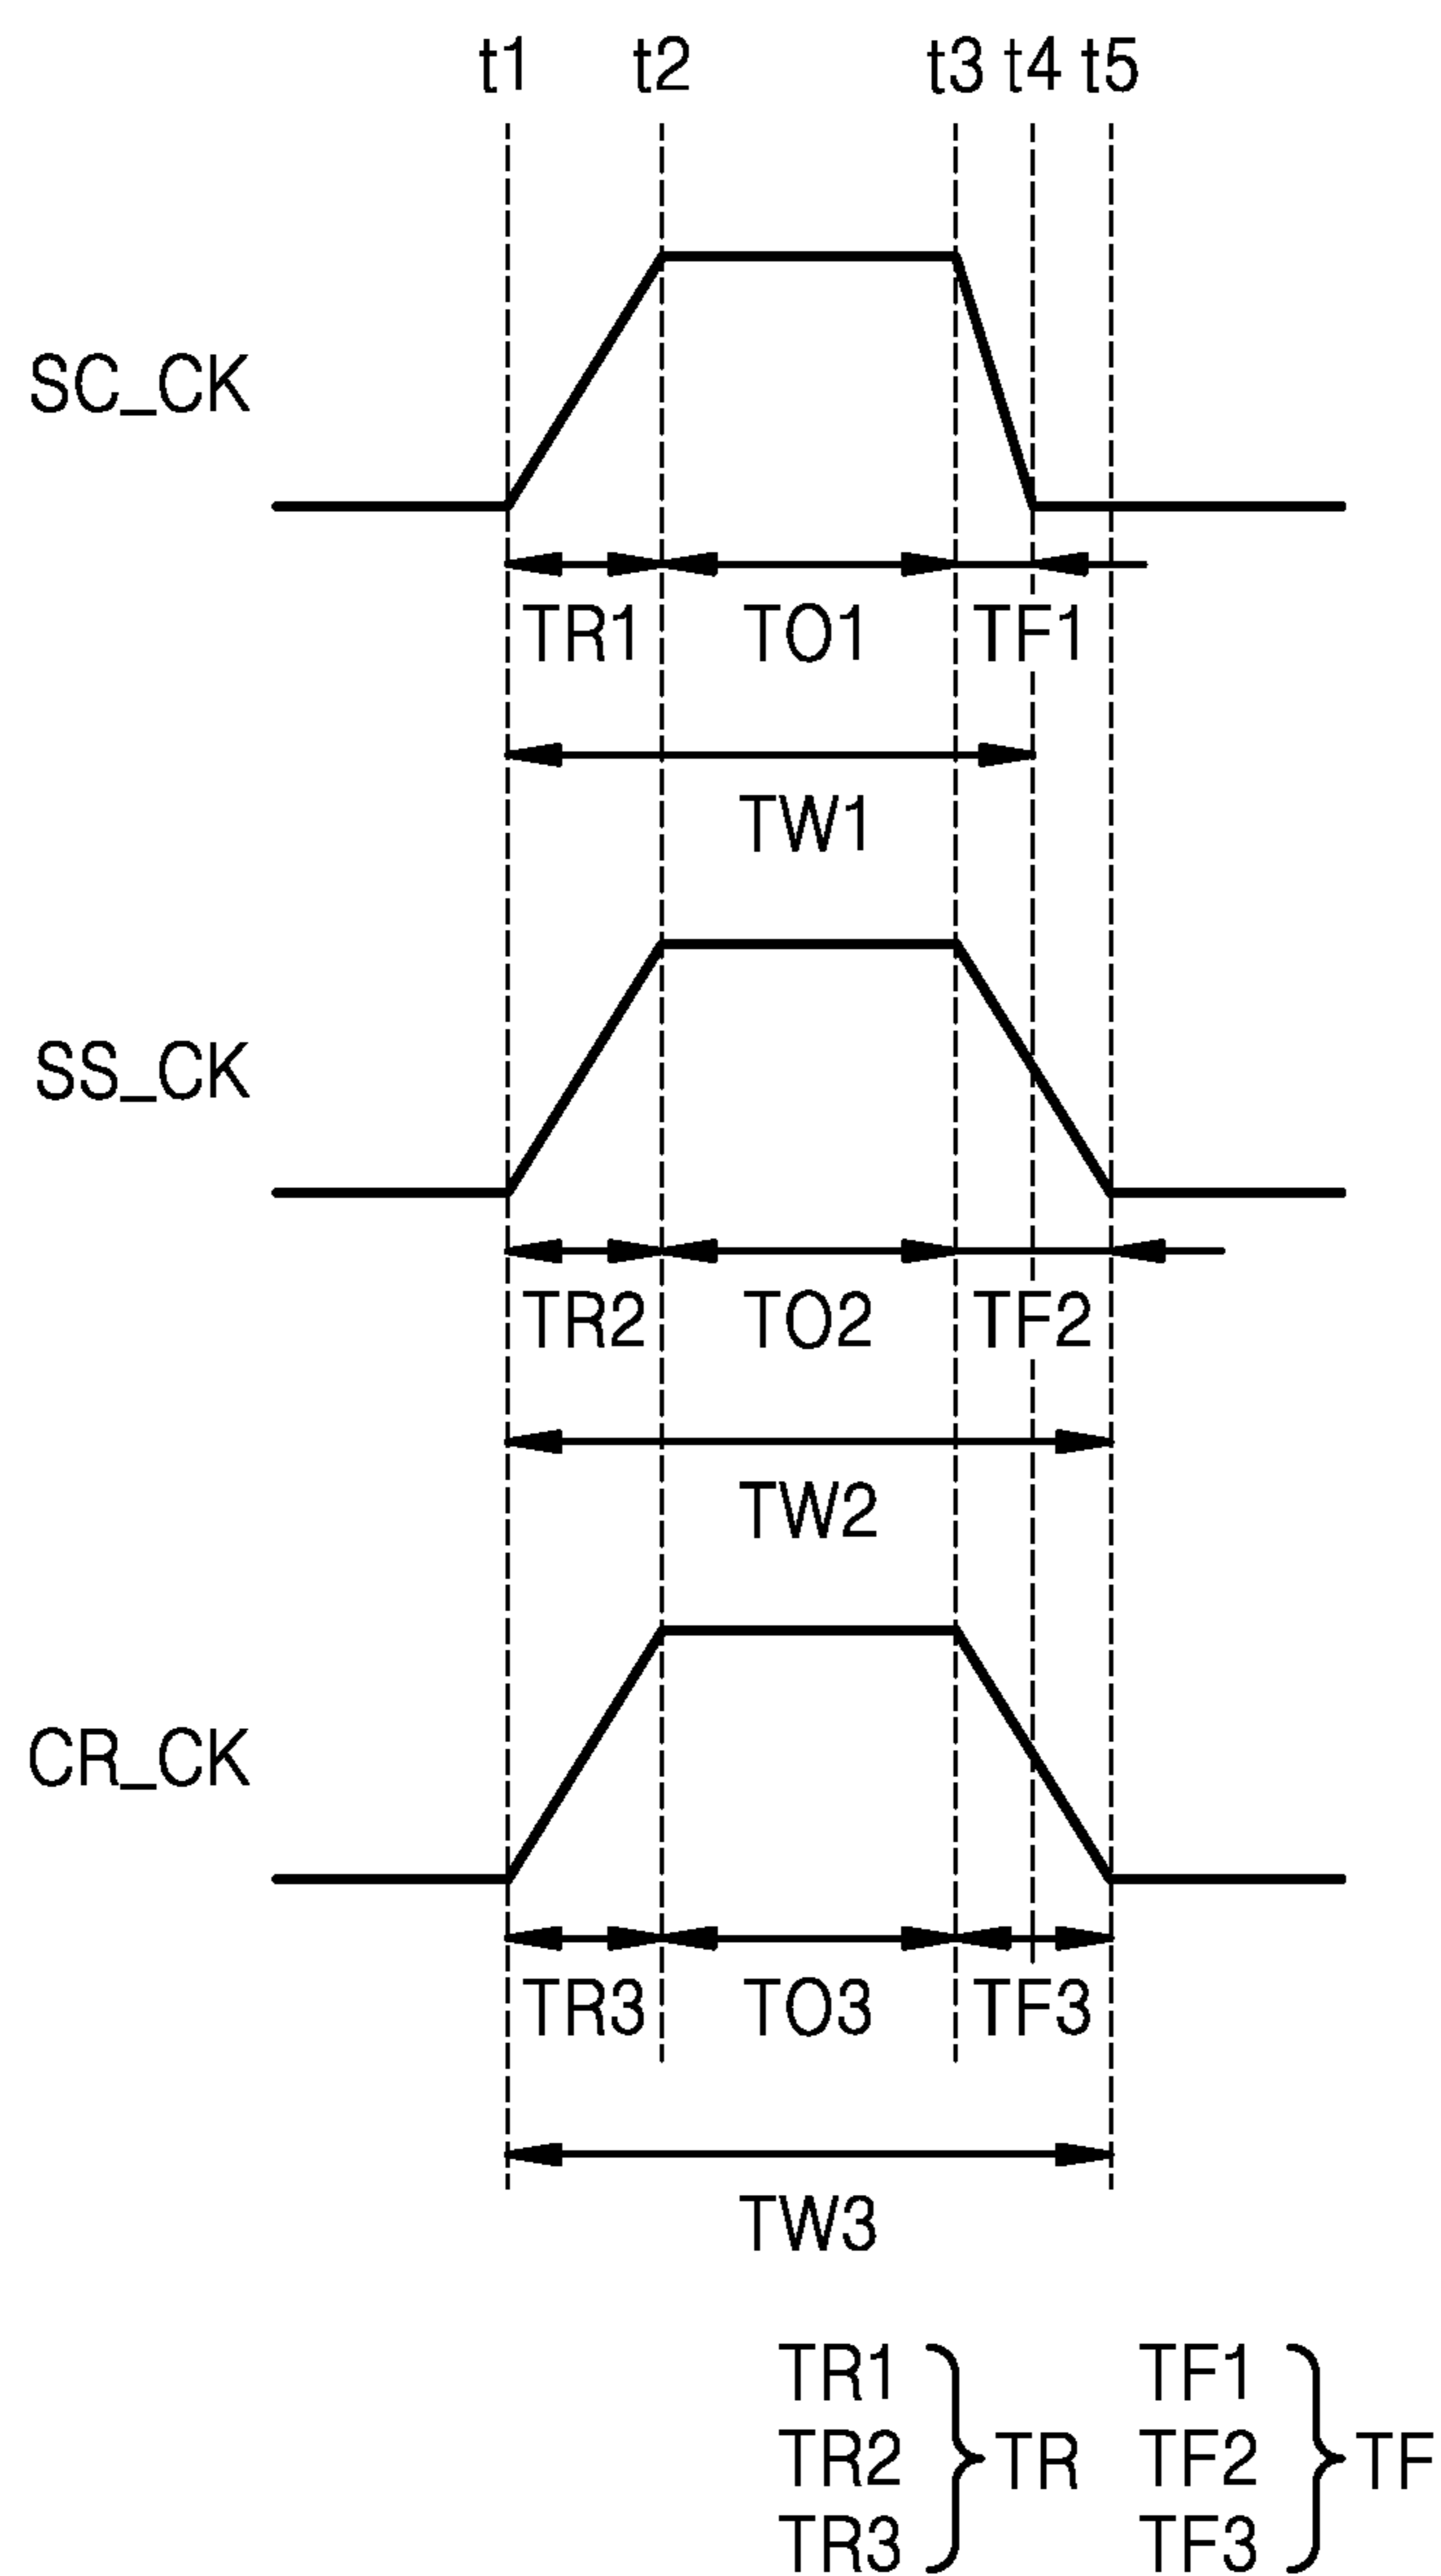 t1 t2 t3 t4 t5
SC_CK
TR1 TO1 TF1
TW1
SS_CK
TR2 TO2 TF2
TW2
CR_CK
TR3 TO3 TF3
TW3
TR1 TF1
TR2 TR TF2 TF
TR3 TF3